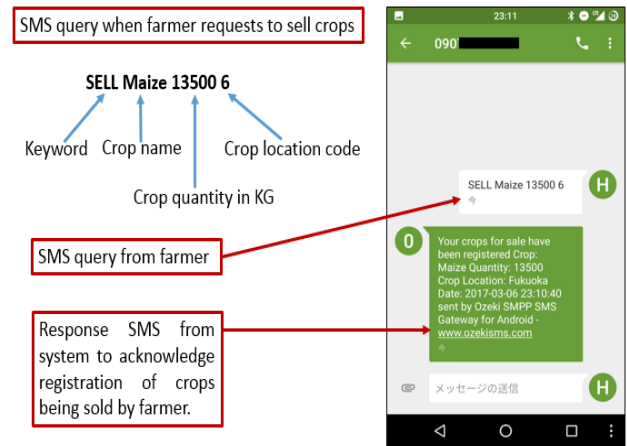 SMS query when farmer requests to sell crops
SELL Maize 13500 6
Keyword
Crop name
Crop location code
Crop quantity in KG
SMS query from farmer
Response SMS from
system to acknowledge
registration of crops
being sold by farmer.
23:11
090
SELL Maize 13500 6
H
0
Your crops for sale have
been registered Crop:
Maize Quantity: 13500
Crop Location: Fukuoka
Date: 2017-03-06 23:10:40
sent by Ozeki SMPP SMS
Gateway for Android -
www.ozekisms.com
メッセージの送信
H